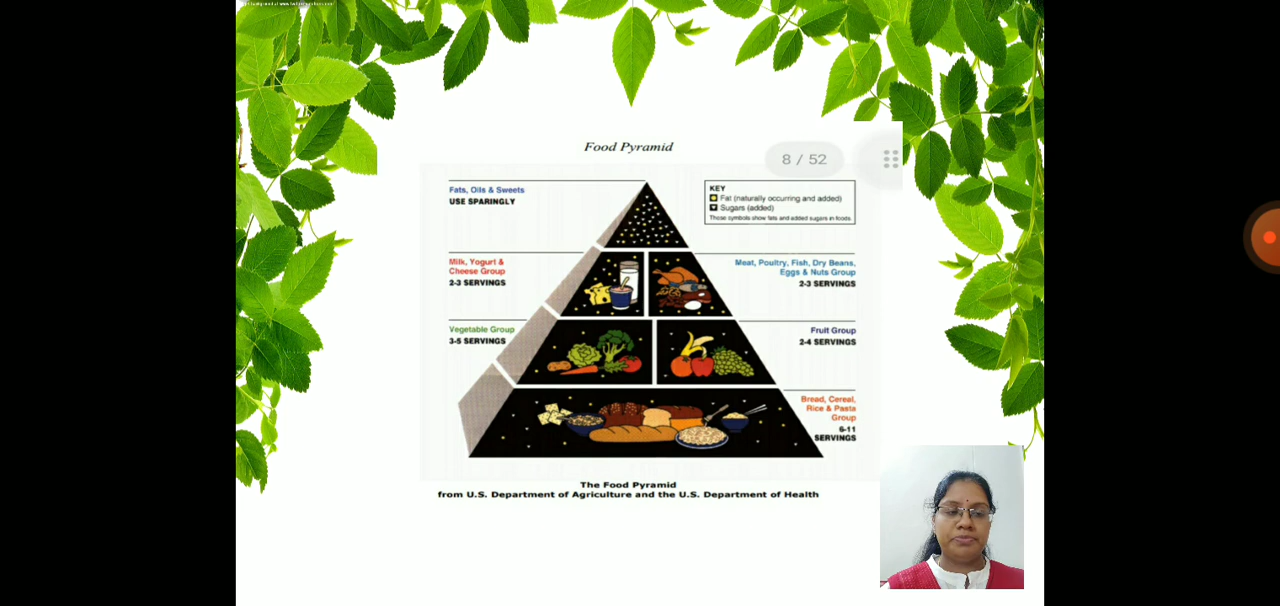 Food Pyramid
8 / 52
Fats, Oils & Sweets
USE SPARINGLY
KEY
Fat (naturally occurring and added)
Sugars (added)
These symbols show fats and added sugars in foods.
Milk, Yogurt &
Cheese Group
2-3 SERVINGS
Meat, Poultry, Fish, Dry Beans,
Eggs & Nuts Group
2-3 SERVINGS
Vegetable Group
3-5 SERVINGS
Fruit Group
2-4 SERVINGS
Bread, Cereal,
Rice & Pasta
Group
6-11
SERVINGS
The Food Pyramid
from U.S. Department of Agriculture and the U.S. Department of Health